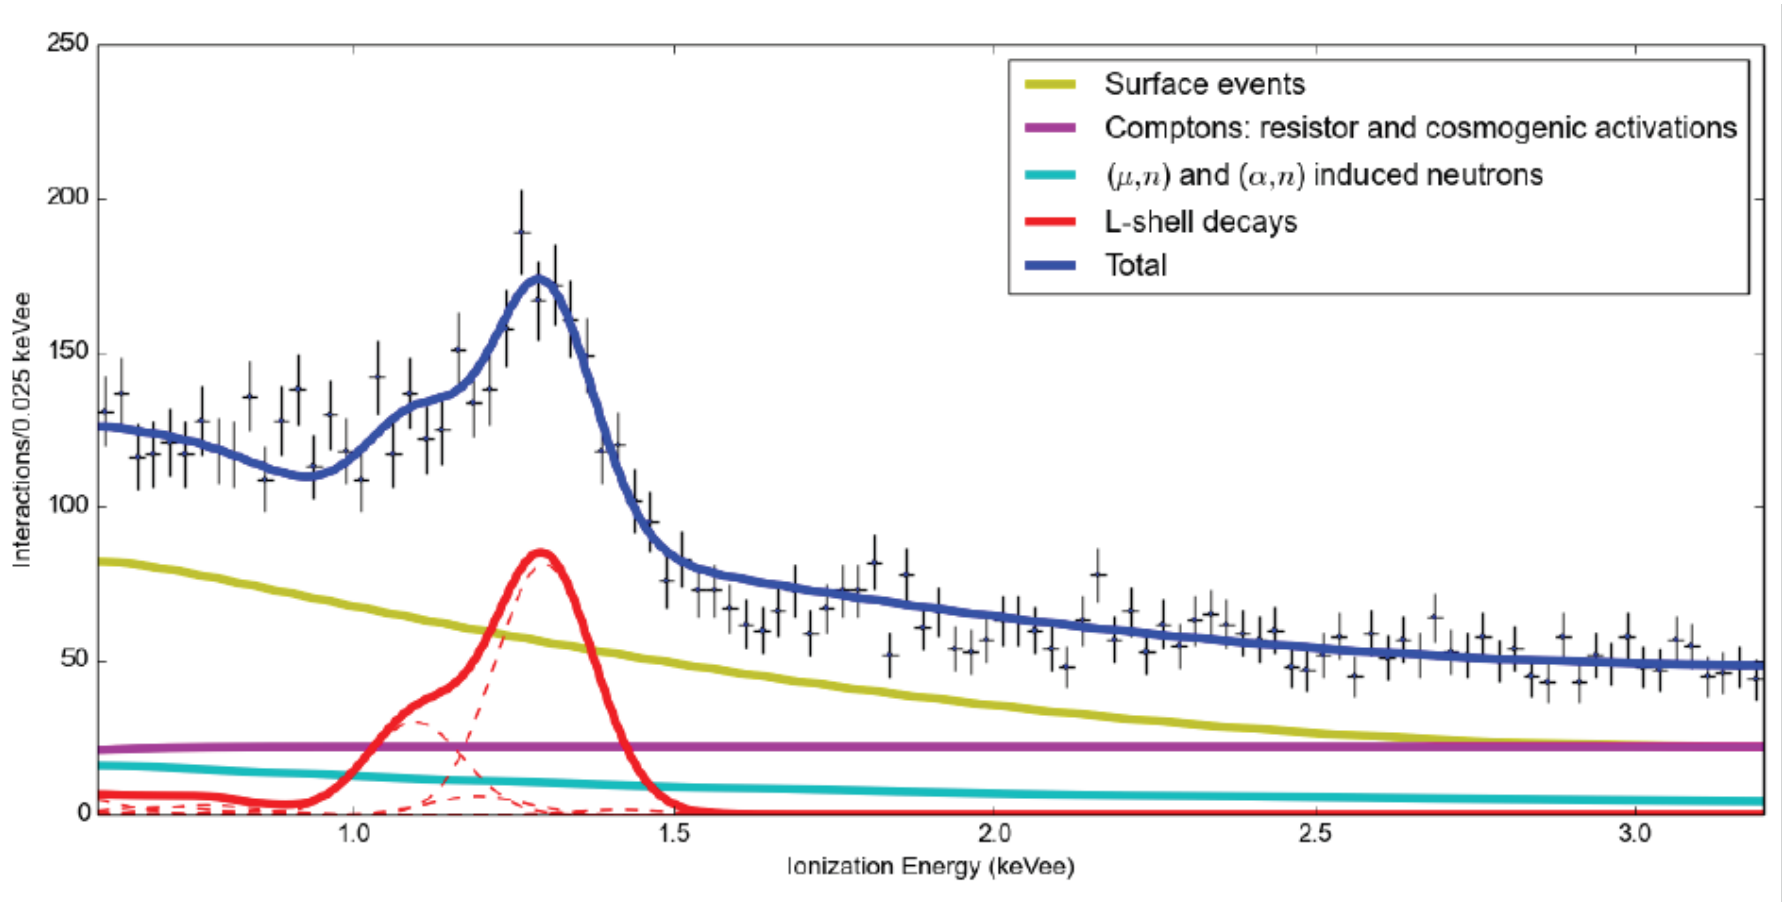 250
200
150
100
50
0
Interactions/0.025 keVee
Surface events
Comptons: resistor and cosmogenic activations
(μ,n) and (α,n) induced neutrons
L-shell decays
Total
1.0 1.5 2.0 2.5 3.0
Ionization Energy (keVee)